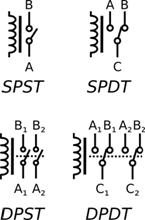 B A B
A C
SPST SPDT
B1 B2 A1 B1 A2 B2
A1 A2 C1 C2
DPST DPDT